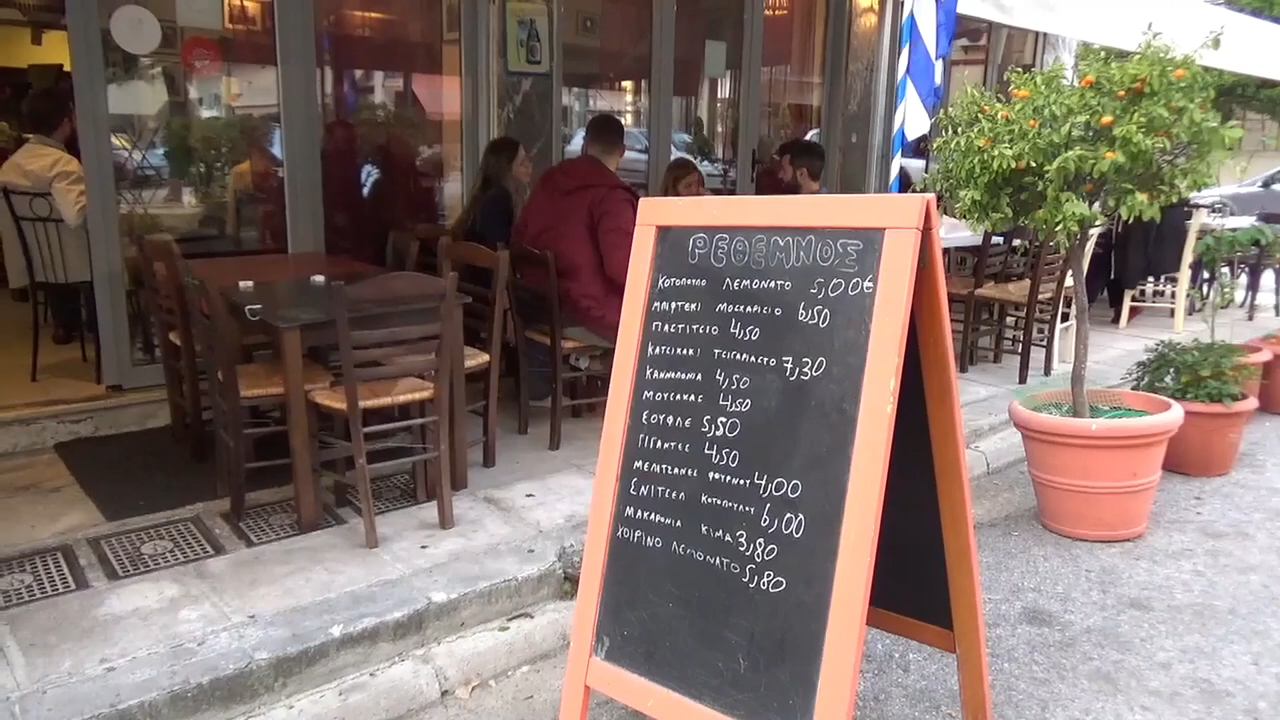 ΡΕΘΕΜΝΟΣ
ΚΟΤΟΠΟΥΛΟ ΛΕΜΟΝΑΤΟ 5,00€
ΜΠΙΦΤΕΚΙ ΜΟΣΧΑΡΙΣΙΟ 6,50
ΠΑΣΤΙΤΣΙΟ 4,50
ΚΑΤΣΙΚΑΚΙ ΤΣΙΓΑΡΙΑΣΤΟ 7,30
ΚΑΝΝΟΛΟΝΙΑ 4,50
ΜΟΥΣΑΚΑΣ 4,50
ΣΟΥΦΛΕ 5,50
ΓΙΓΑΝΤΕΣ 4,50
ΜΕΛΙΤΖΑΝΕΣ ΦΟΥΡΝΟΥ 4,00
ΣΝΙΤΣΕΛ ΚΟΤΟΠΟΥΛΟΥ 6,00
ΜΑΚΑΡΟΝΙΑ ΚΙΜΑ 3,80
ΧΟΙΡΙΝΟ ΛΕΜΟΝΑΤΟ 5,80